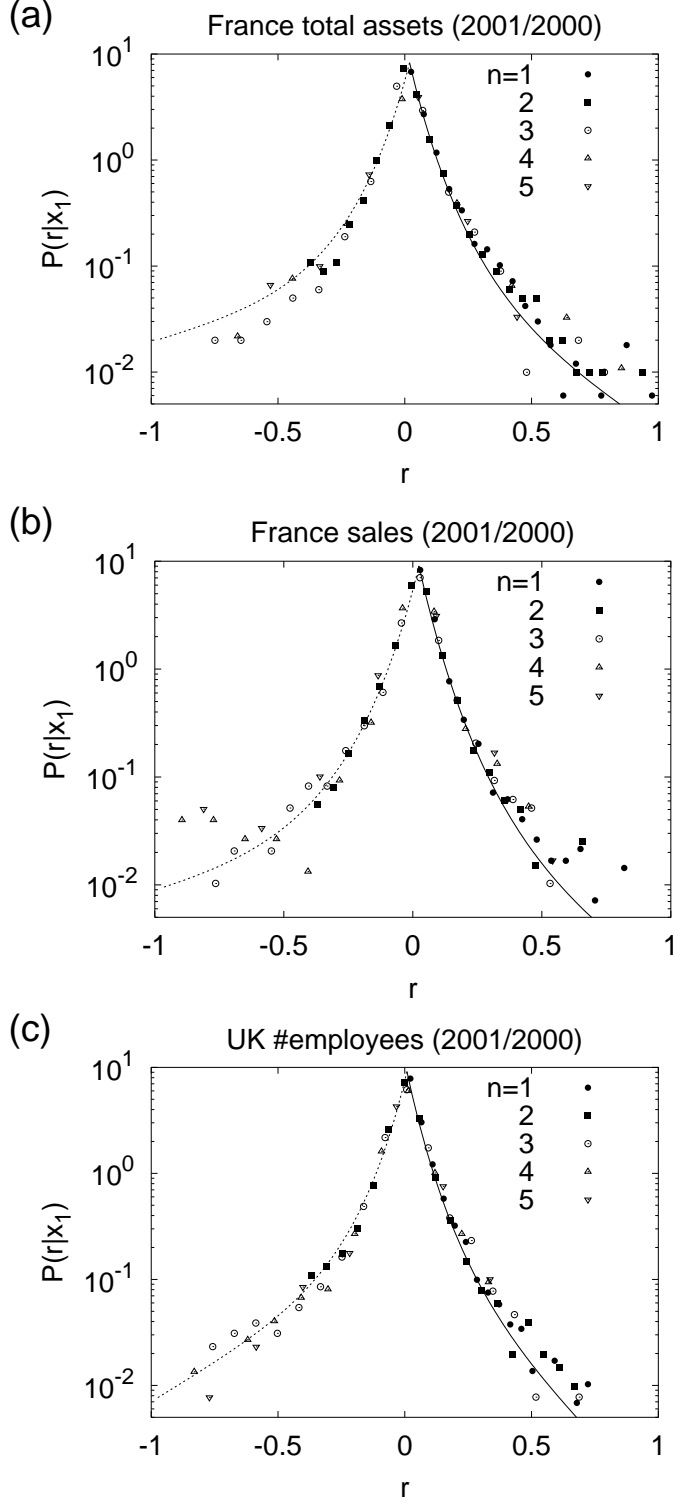 (a)
France total assets (2001/2000)
10^1
10^0
10^-1
10^-2
P(r|x_1)
n=1
2
3
4
5
-1
-0.5
0
0.5
1
r
(b)
France sales (2001/2000)
10^1
10^0
10^-1
10^-2
P(r|x_1)
n=1
2
3
4
5
-1
-0.5
0
0.5
1
r
(c)
UK #employees (2001/2000)
10^1
10^0
10^-1
10^-2
P(r|x_1)
n=1
2
3
4
5
-1
-0.5
0
0.5
1
r